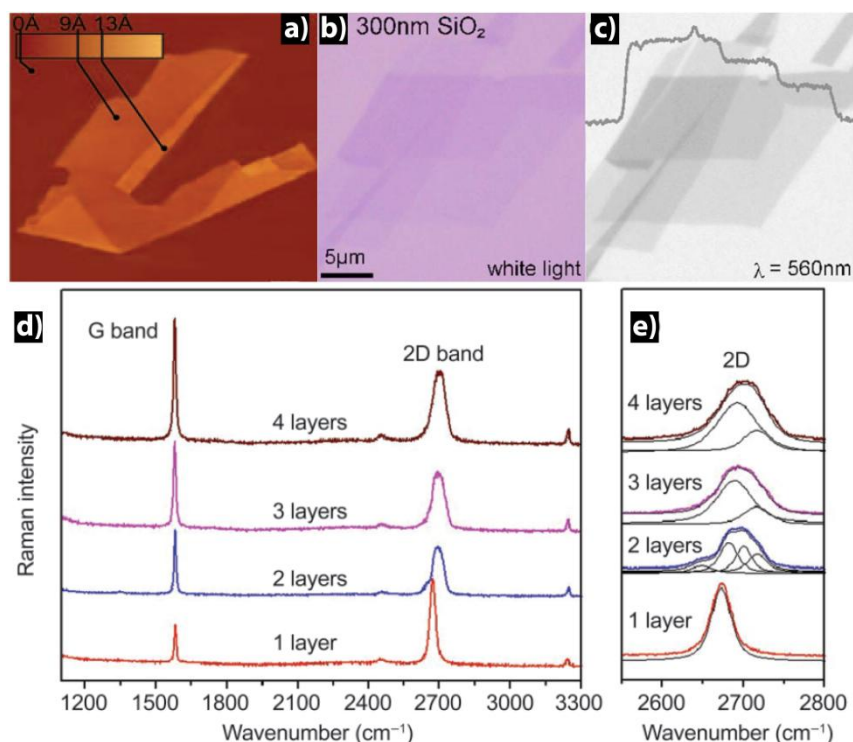 0Å 9Å 13Å
a)
b) 300nm SiO₂
5µm
white light
c)
λ = 560nm
d)
G band
2D band
4 layers
3 layers
2 layers
1 layer
Raman intensity
1200 1500 1800 2100 2400 2700 3000 3300
Wavenumber (cm⁻¹)
e)
2D
4 layers
3 layers
2 layers
1 layer
2600 2700 2800
Wavenumber (cm⁻¹)